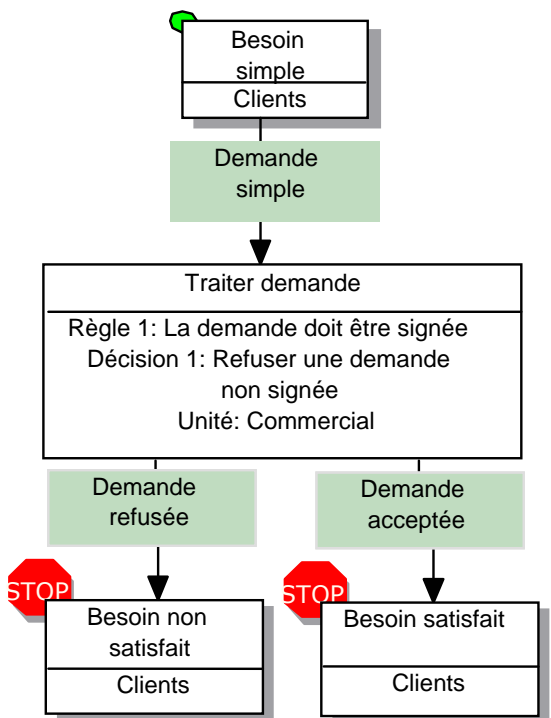 Besoin
simple
Clients
Demande
simple
Traiter demande
Règle 1: La demande doit être signée
Décision 1: Refuser une demande
non signée
Unité: Commercial
Demande
refusée
Demande
acceptée
STOP
Besoin non
satisfait
Clients
STOP
Besoin satisfait
Clients